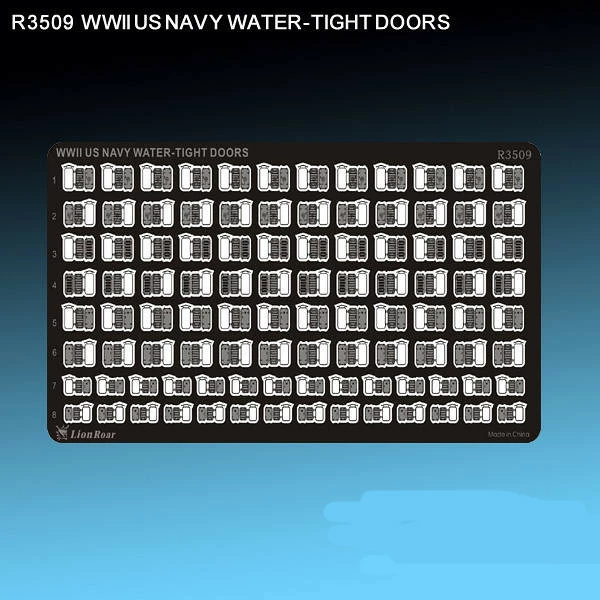 R3509 WWII US NAVY WATER-TIGHT DOORS
WWII US NAVY WATER-TIGHT DOORS
R3509
1
2
3
4
5
6
7
8
Lion Roar
Made in China